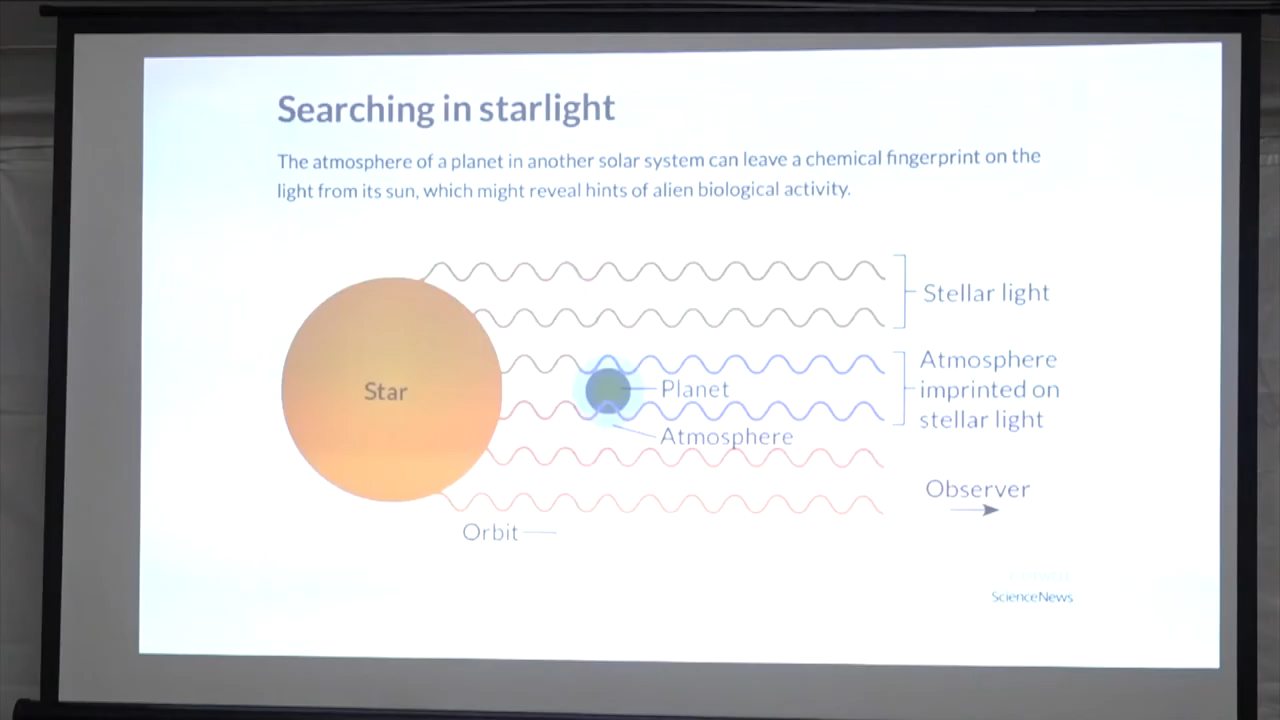 Searching in starlight
The atmosphere of a planet in another solar system can leave a chemical fingerprint on the
light from its sun, which might reveal hints of alien biological activity.
Stellar light
Atmosphere
imprinted on
stellar light
Star
Planet
Atmosphere
Observer
Orbit
ScienceNews